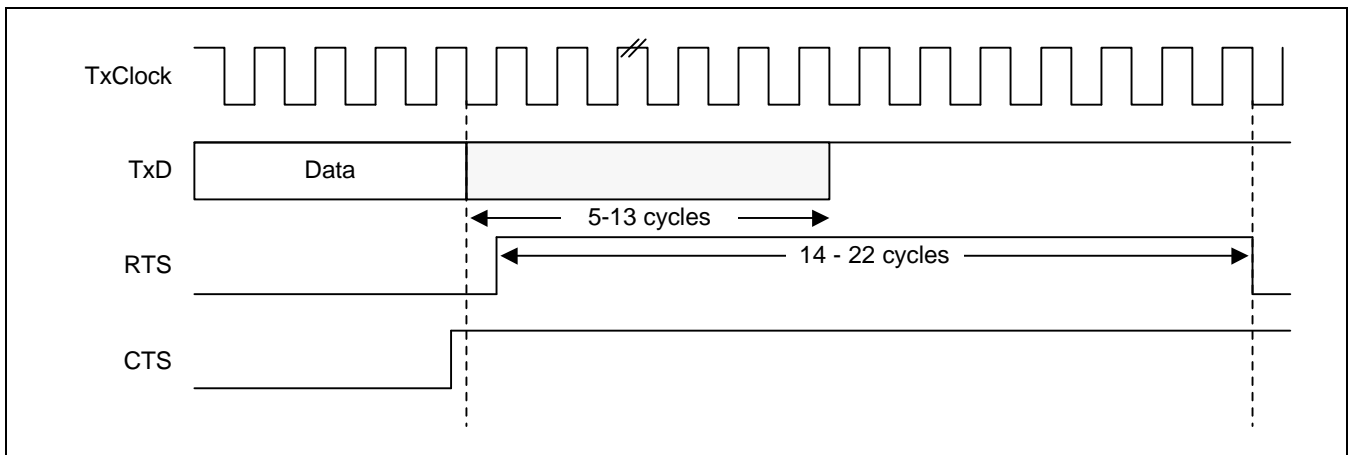 TxClock
TxD
Data
5-13 cycles
RTS
14 - 22 cycles
CTS